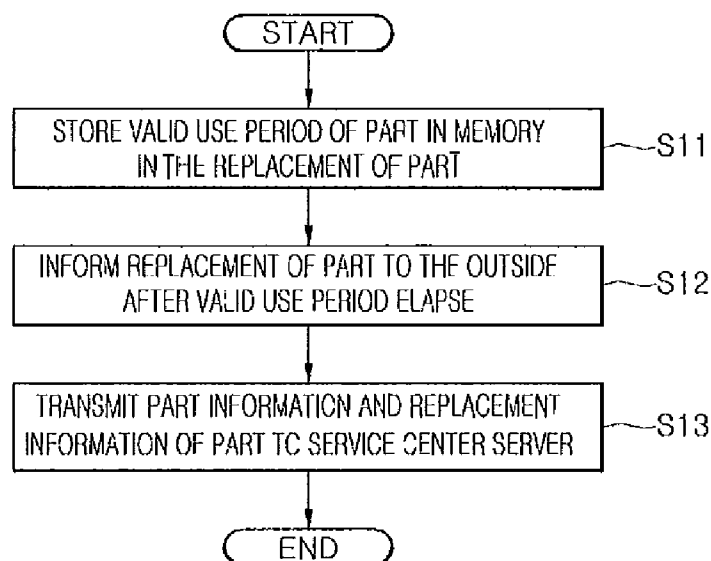 START
STORE VALID USE PERIOD OF PART IN MEMORY
IN THE REPLACEMENT OF PART
S11
INFORM REPLACEMENT OF PART TO THE OUTSIDE
AFTER VALID USE PERIOD ELAPSE
S12
TRANSMIT PART INFORMATION AND REPLACEMENT
INFORMATION OF PART TC SERVICE CENTER SERVER
S13
END